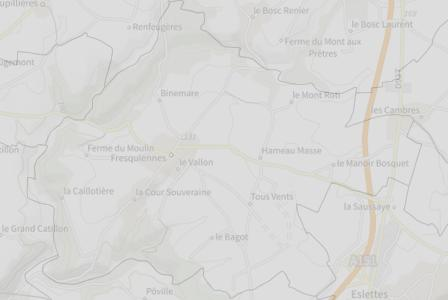 upillières
le Bosc Renier
Renfeugères
le Bosc Laurent
Ferme du Mont aux
Prêtres
Binemare
le Mont Roti
les Cambres
Ferme du Moulin
Fresquiennes
le Vallon
Hameau Masse
le Manoir Bosquet
la Caillotière
la Cour Souveraine
Tous Vents
la Saussaye
le Grand Catillon
le Bagot
A151
Póville
Eslettes